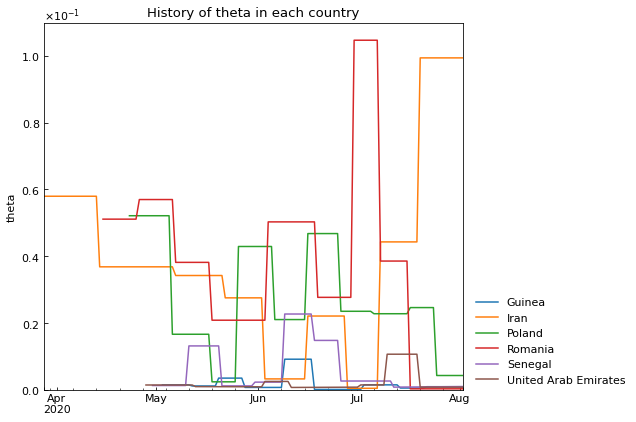 History of theta in each country
×10⁻¹
1.0
0.8
0.6
0.4
0.2
0.0
theta
Apr May Jun Jul Aug
2020
Guinea
Iran
Poland
Romania
Senegal
United Arab Emirates